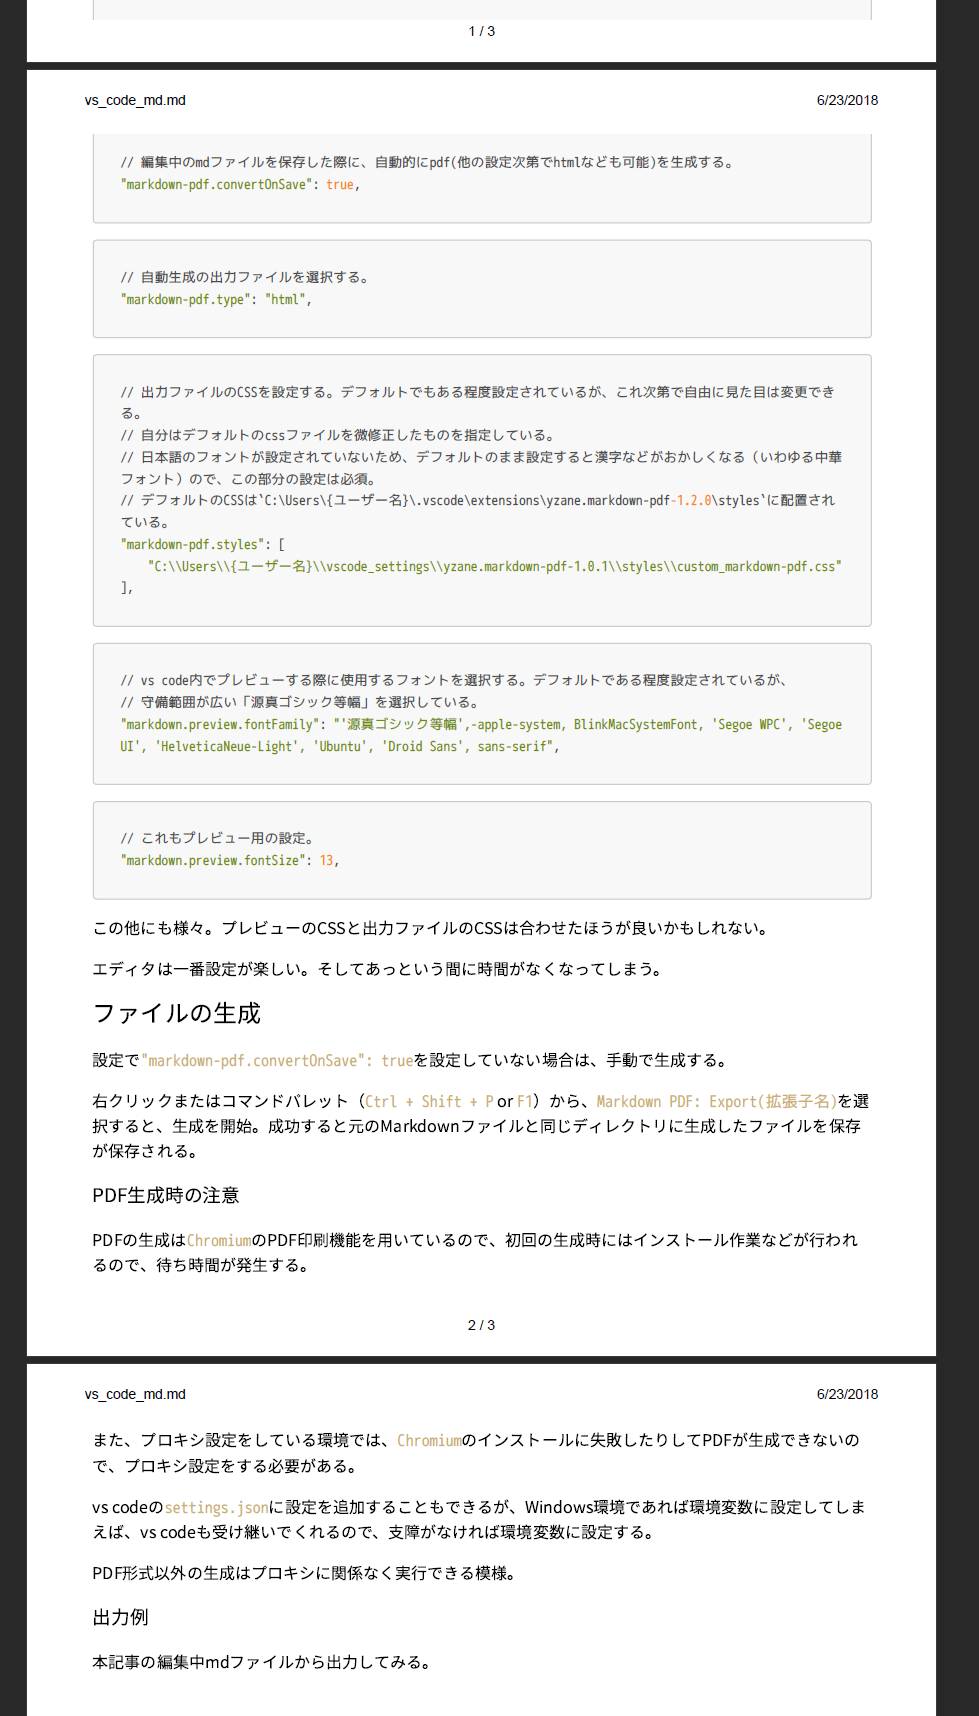 1 / 3
vs_code_md.md
6/23/2018
// 編集中のmdファイルを保存した際に、自動的にpdf(他の設定次第でhtmlなども可能)を生成する。
"markdown-pdf.convertOnSave": true,
// 自動生成の出力ファイルを選択する。
"markdown-pdf.type": "html",
// 出力ファイルのCSSを設定する。デフォルトでもある程度設定されているが、これ次第で自由に見た目は変更でき
る。
// 自分はデフォルトのcssファイルを微修正したものを指定している。
// 日本語のフォントが設定されていないため、デフォルトのまま設定すると漢字などがおかしくなる（いわゆる中華
フォント）ので、この部分の設定は必須。
// デフォルトのCSSは`C:\Users\{ユーザー名}\.vscode\extensions\yzane.markdown-pdf-1.2.0\styles`に配置され
ている。
"markdown-pdf.styles": [
"C:\\Users\\{ユーザー名}\\vscode_settings\\yzane.markdown-pdf-1.0.1\\styles\\custom_markdown-pdf.css"
],
// vs code内でプレビューする際に使用するフォントを選択する。デフォルトである程度設定されているが、
// 守備範囲が広い「源真ゴシック等幅」を選択している。
"markdown.preview.fontFamily": "'源真ゴシック等幅',-apple-system, BlinkMacSystemFont, 'Segoe WPC', 'Segoe
UI', 'HelveticaNeue-Light', 'Ubuntu', 'Droid Sans', sans-serif",
// これもプレビュー用の設定。
"markdown.preview.fontSize": 13,
この他にも様々。プレビューのCSSと出力ファイルのCSSは合わせたほうが良いかもしれない。
エディタは一番設定が楽しい。そしてあっという間に時間がなくなってしまう。
ファイルの生成
設定で"markdown-pdf.convertOnSave": trueを設定していない場合は、手動で生成する。
右クリックまたはコマンドパレット（Ctrl + Shift + P or F1）から、Markdown PDF: Export(拡張子名)を選
択すると、生成を開始。成功すると元のMarkdownファイルと同じディレクトリに生成したファイルを保存
が保存される。
PDF生成時の注意
PDFの生成はChromiumのPDF印刷機能を用いているので、初回の生成時にはインストール作業などが行われ
るので、待ち時間が発生する。
2 / 3
vs_code_md.md
6/23/2018
また、プロキシ設定をしている環境では、Chromiumのインストールに失敗したりしてPDFが生成できないの
で、プロキシ設定をする必要がある。
vs codeのsettings.jsonに設定を追加することもできるが、Windows環境であれば環境変数に設定してしま
えば、vs codeも受け継いでくれるので、支障がなければ環境変数に設定する。
PDF形式以外の生成はプロキシに関係なく実行できる模様。
出力例
本記事の編集中mdファイルから出力してみる。